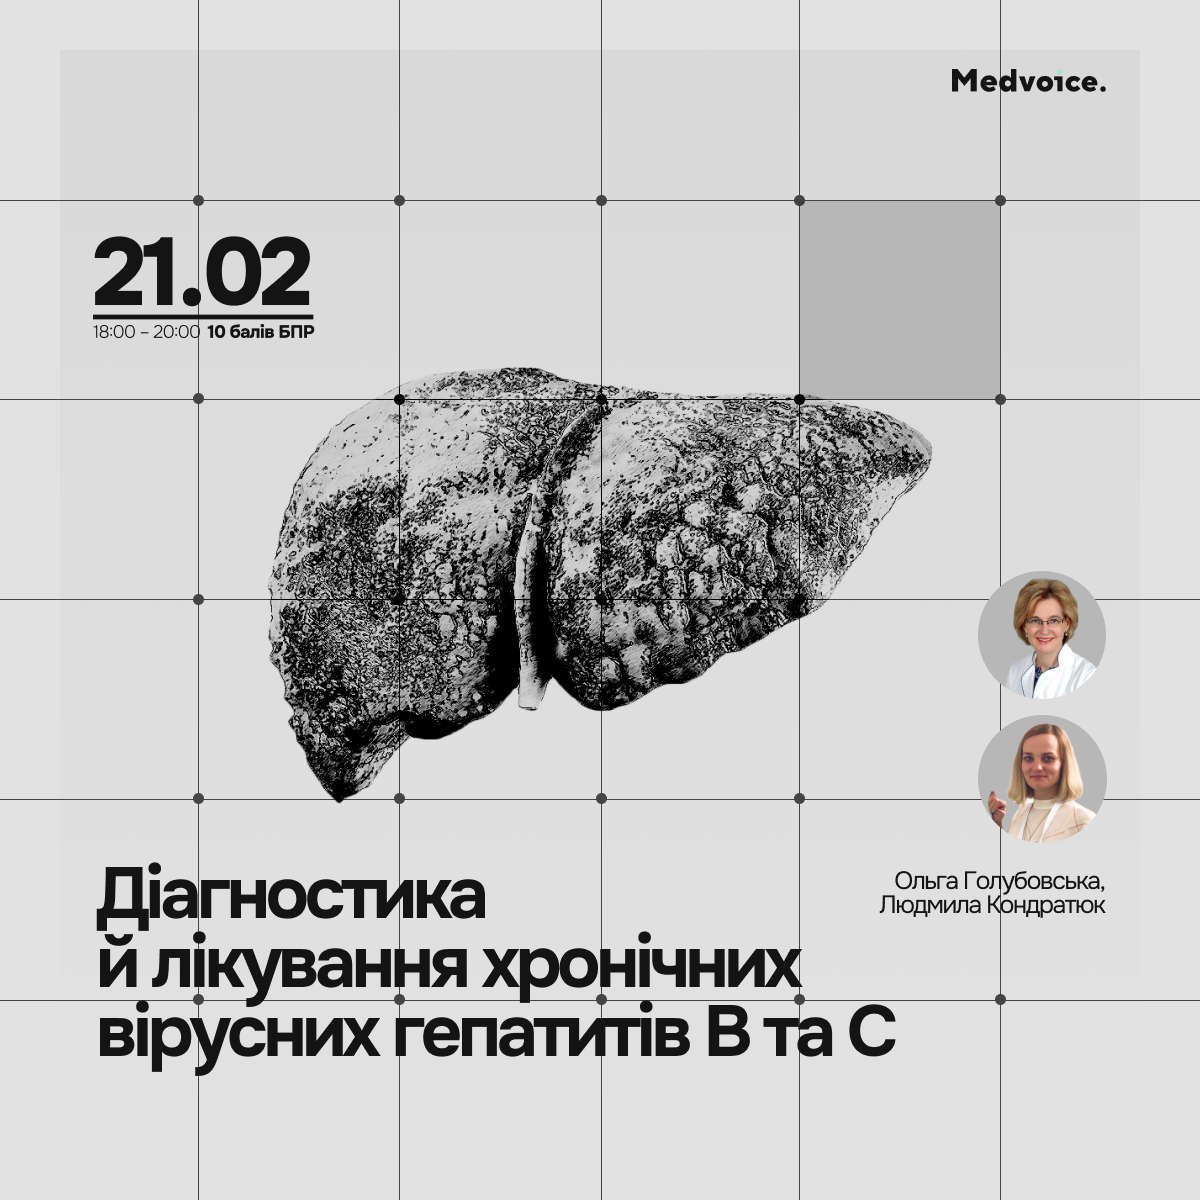 Medvoice.
21.02
18:00 – 20:00 10 балів БПР
Ольга Голубовська,
Людмила Кондратюк
Діагностика
й лікування хронічних
вірусних гепатитів В та С